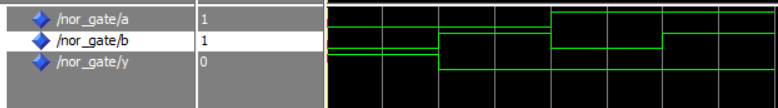 /nor_gate/a 1
/nor_gate/b 1
/nor_gate/y 0